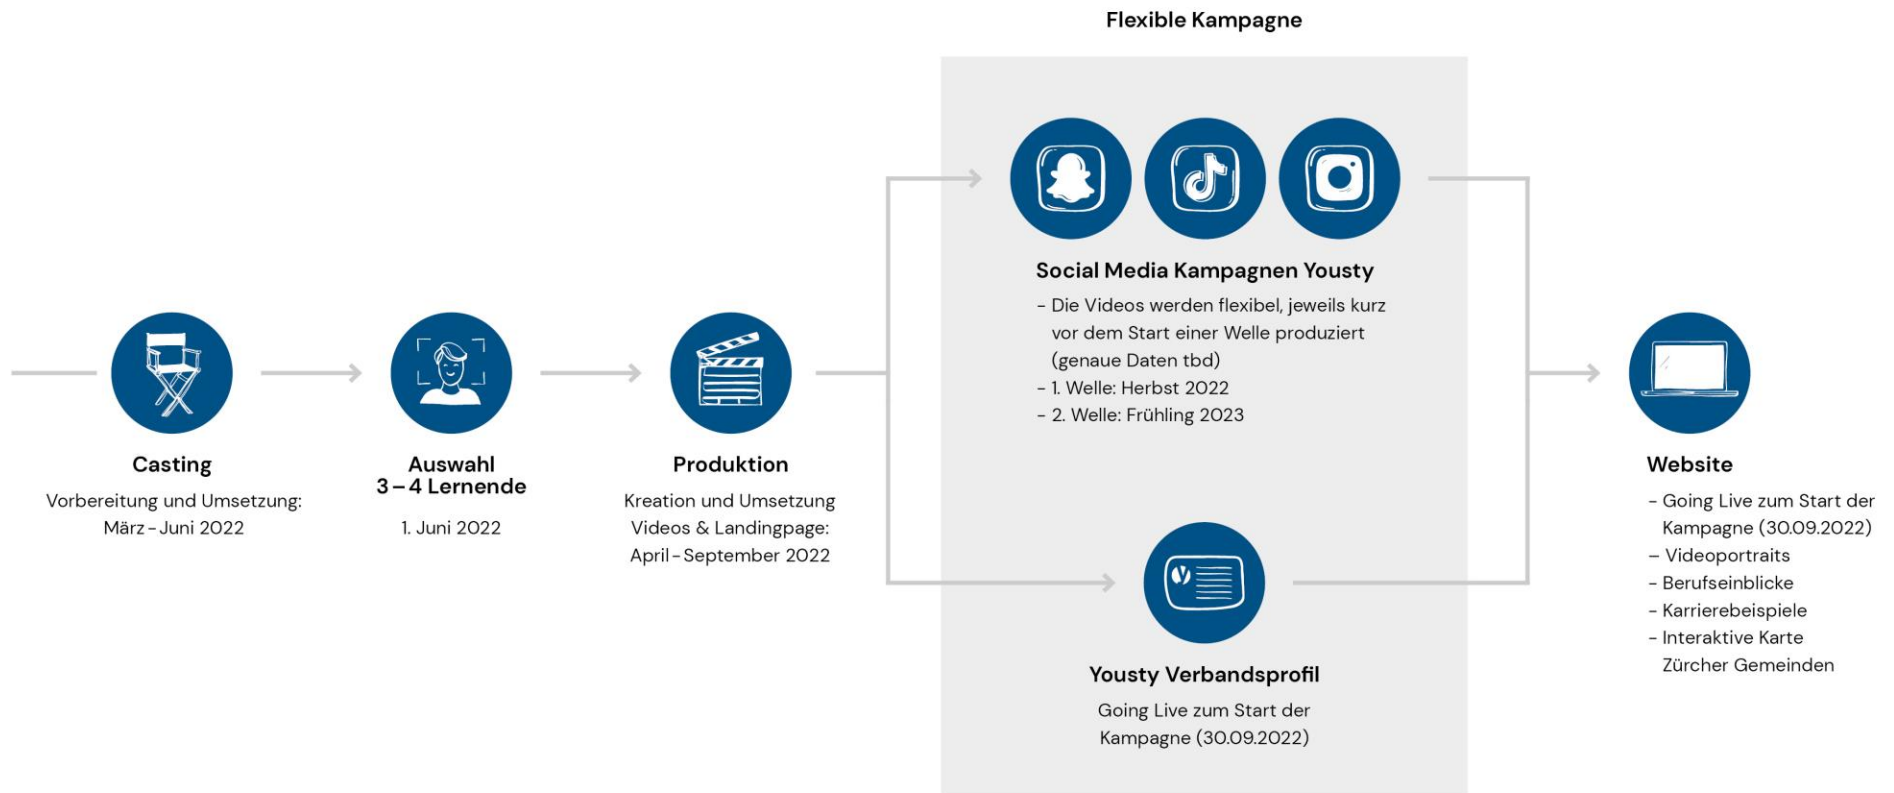 Flexible Kampagne
Casting
Vorbereitung und Umsetzung:
März – Juni 2022
Auswahl
3 – 4 Lernende
1. Juni 2022
Produktion
Kreation und Umsetzung
Videos & Landingpage:
April – September 2022
Social Media Kampagnen Yousty
- Die Videos werden flexibel, jeweils kurz
vor dem Start einer Welle produziert
(genaue Daten tbd)
- 1. Welle: Herbst 2022
- 2. Welle: Frühling 2023
Yousty Verbandsprofil
Going Live zum Start der
Kampagne (30.09.2022)
Website
- Going Live zum Start der
Kampagne (30.09.2022)
– Videoportraits
- Berufseinblicke
- Karrierebeispiele
- Interaktive Karte
Zürcher Gemeinden